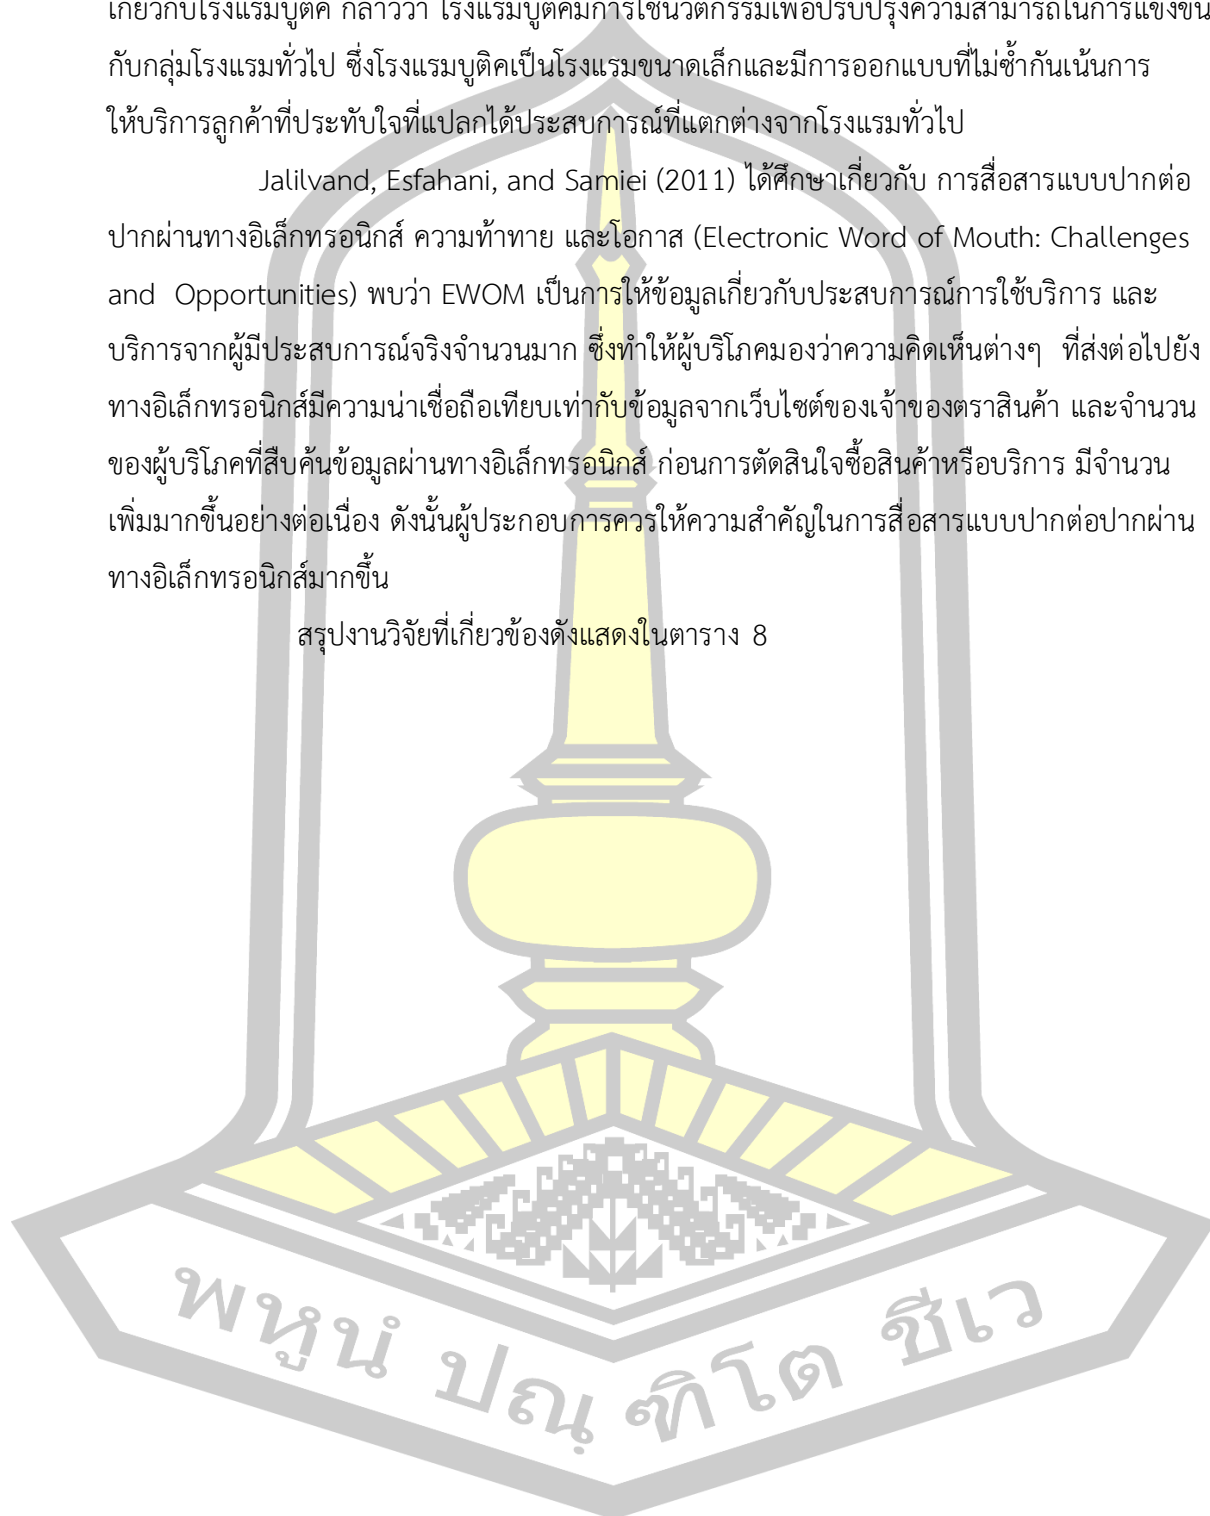 เกี่ยวกับโรงแรมบูติค กล่าวว่า โรงแรมบูติคมีการใช้นวัตกรรมเพื่อปรับปรุงความสามารถในการแข่งขัน
กับกลุ่มโรงแรมทั่วไป ซึ่งโรงแรมบูติคเป็นโรงแรมขนาดเล็กและมีการออกแบบที่ไม่ซ้ำกันเน้นการ
ให้บริการลูกค้าที่ประทับใจที่แปลกได้ประสบการณ์ที่แตกต่างจากโรงแรมทั่วไป
Jalilvand, Esfahani, and Samiei (2011) ได้ศึกษาเกี่ยวกับ การสื่อสารแบบปากต่อ
ปากผ่านทางอิเล็กทรอนิกส์ ความท้าทาย และโอกาส (Electronic Word of Mouth: Challenges
and Opportunities) พบว่า EWOM เป็นการให้ข้อมูลเกี่ยวกับประสบการณ์การใช้บริการ และ
บริการจากผู้มีประสบการณ์จริงจำนวนมาก ซึ่งทำให้ผู้บริโภคมองว่าความคิดเห็นต่างๆ ที่ส่งต่อไปยัง
ทางอิเล็กทรอนิกส์มีความน่าเชื่อถือเทียบเท่ากับข้อมูลจากเว็บไซต์ของเจ้าของตราสินค้า และจำนวน
ของผู้บริโภคที่สืบค้นข้อมูลผ่านทางอิเล็กทรอนิกส์ ก่อนการตัดสินใจซื้อสินค้าหรือบริการ มีจำนวน
เพิ่มมากขึ้นอย่างต่อเนื่อง ดังนั้นผู้ประกอบการควรให้ความสำคัญในการสื่อสารแบบปากต่อปากผ่าน
ทางอิเล็กทรอนิกส์มากขึ้น
สรุปงานวิจัยที่เกี่ยวข้องดังแสดงในตาราง 8
พหูนํ ปณฺ ฑิโต ชีเว